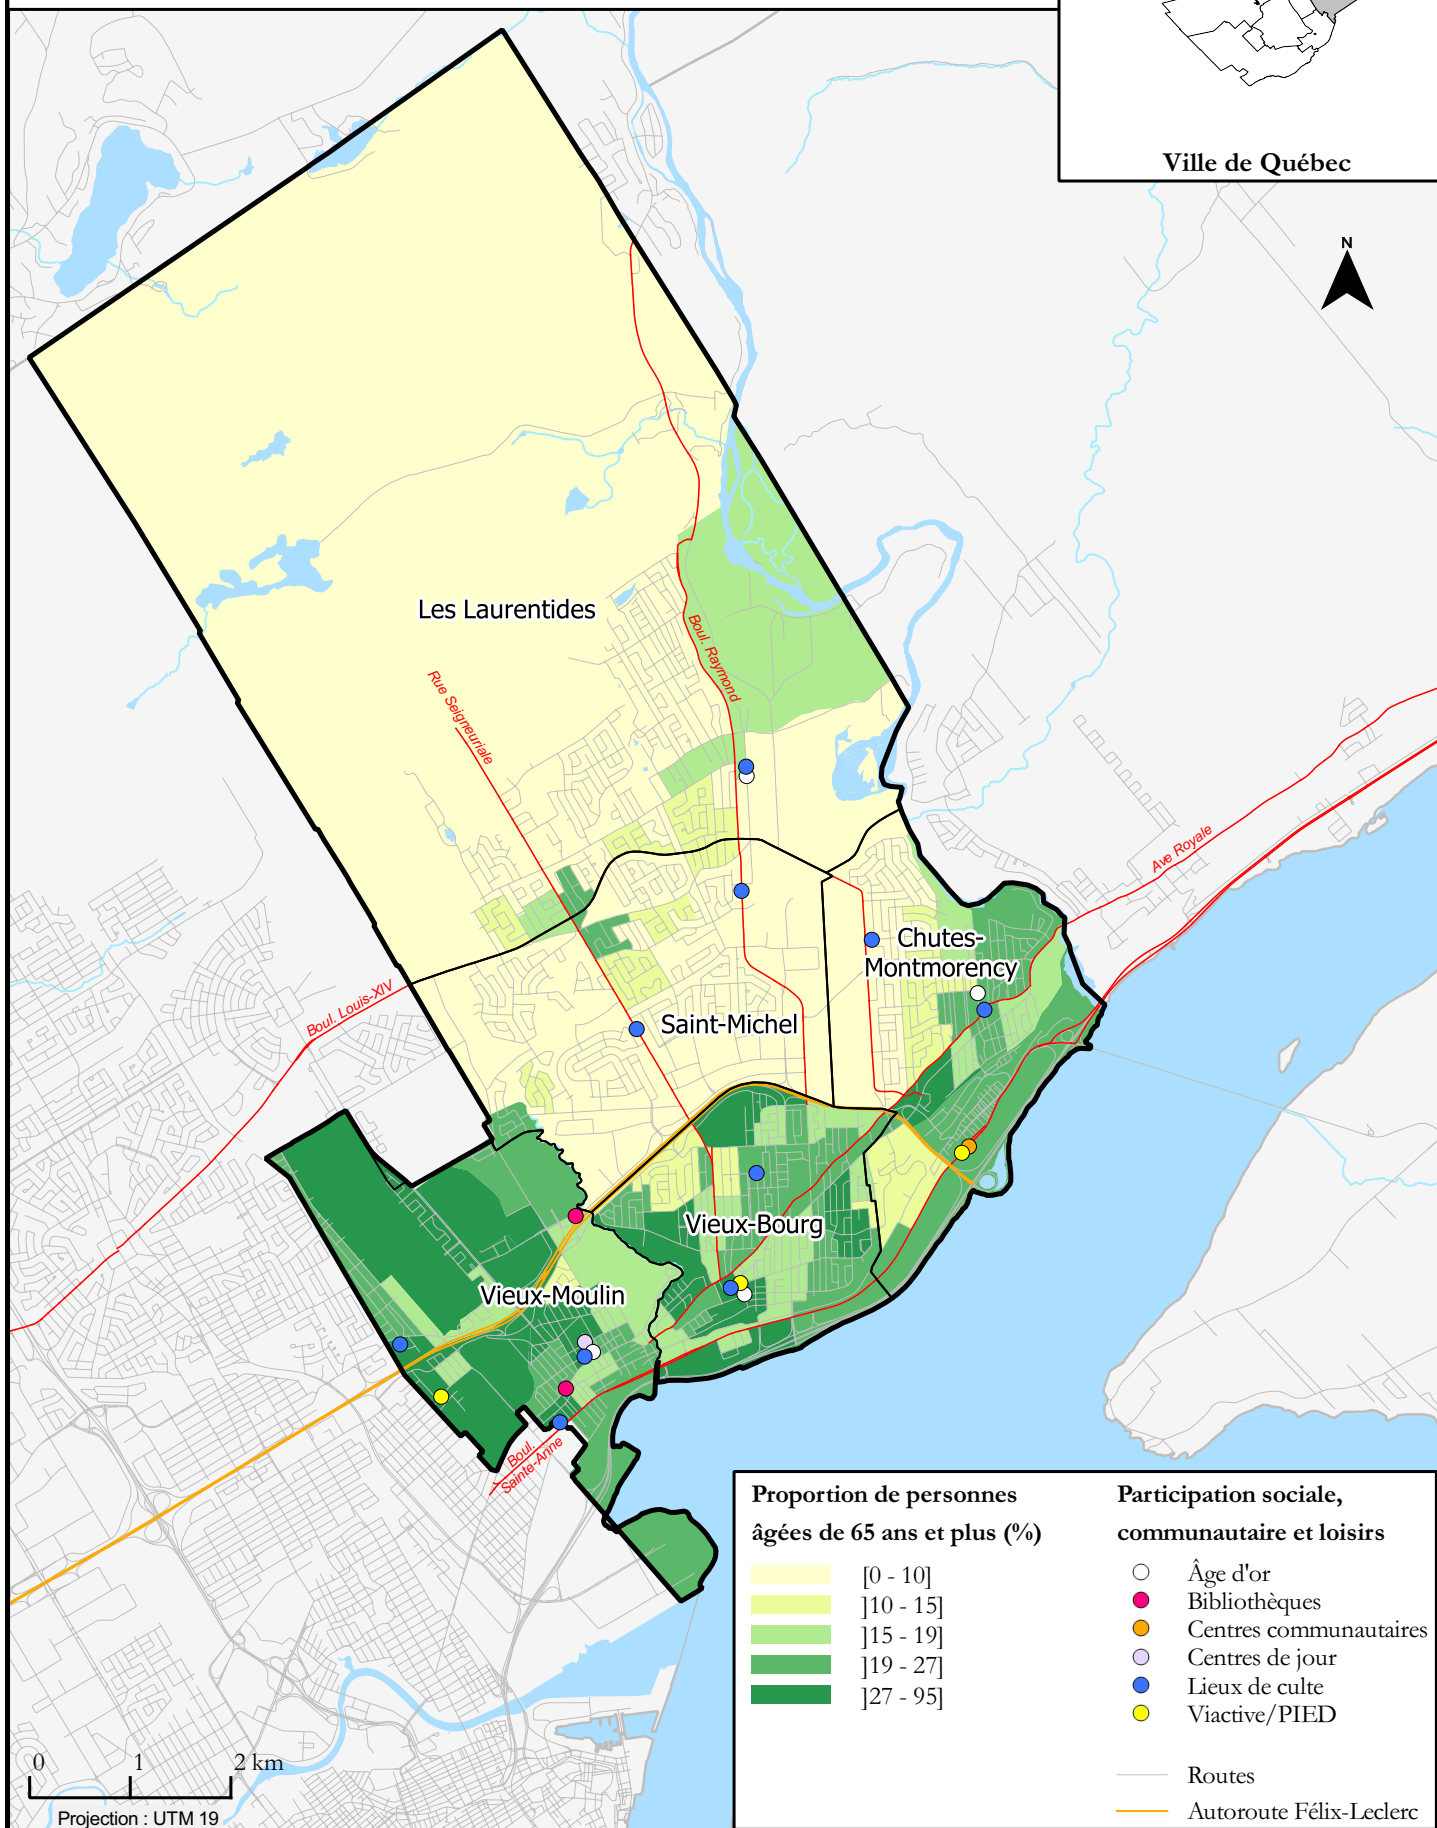 Ville de Québec
N
Les Laurentides
Boul. Raymond
Rue Seigneuriale
Ave Royale
Chutes-
Montmorency
Boul. Louis-XIV
Saint-Michel
Vieux-Bourg
Vieux-Moulin
Boul.
Sainte-Anne
Proportion de personnes
âgées de 65 ans et plus (%)
[0 - 10]
]10 - 15]
]15 - 19]
]19 - 27]
]27 - 95]
Participation sociale,
communautaire et loisirs
Âge d'or
Bibliothèques
Centres communautaires
Centres de jour
Lieux de culte
Viactive/PIED
Routes
Autoroute Félix-Leclerc
0 1 2 km
Projection : UTM 19